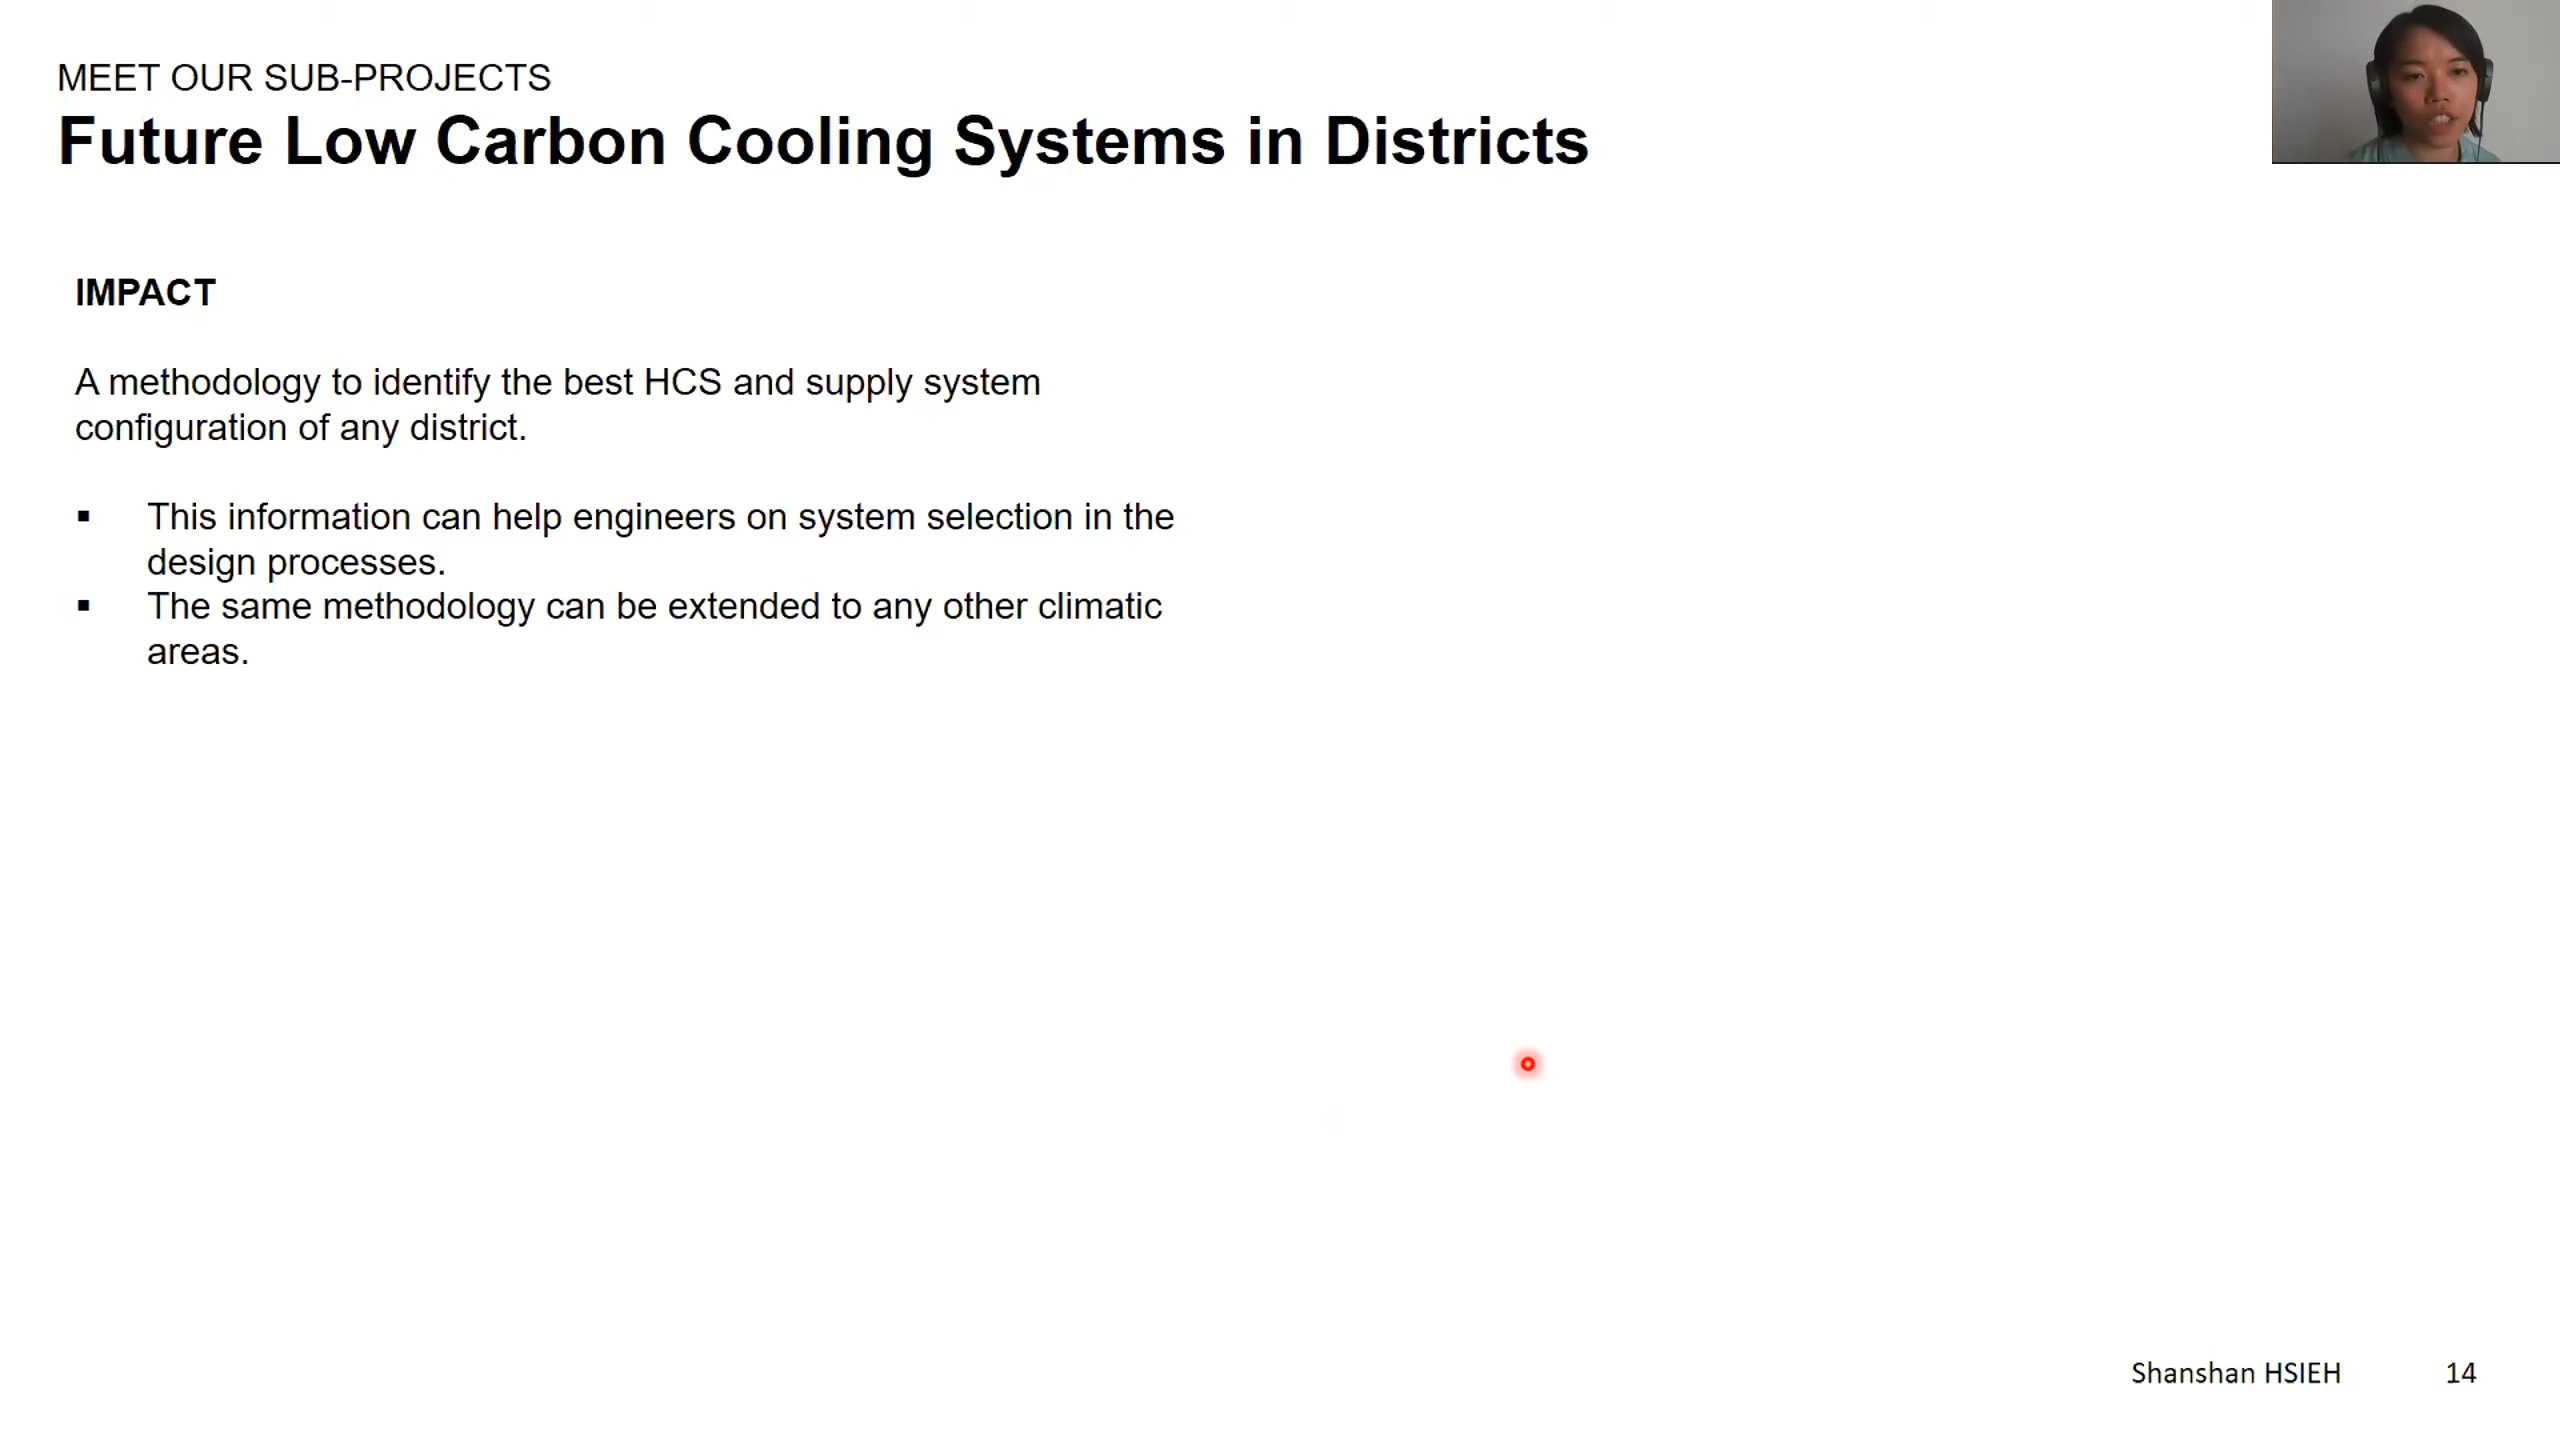 MEET OUR SUB-PROJECTS
Future Low Carbon Cooling Systems in Districts
IMPACT
A methodology to identify the best HCS and supply system
configuration of any district.
▪ This information can help engineers on system selection in the
design processes.
▪ The same methodology can be extended to any other climatic
areas.
Shanshan HSIEH 14